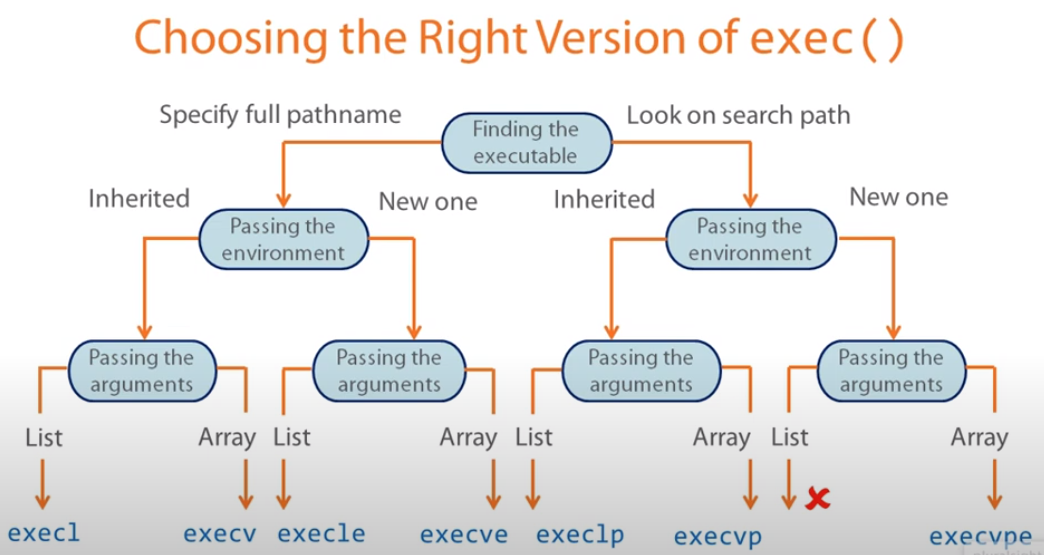 Choosing the Right Version of exec()
Specify full pathname
Finding the
executable
Look on search path
Inherited
New one
Inherited
New one
Passing the
environment
Passing the
environment
Passing the
arguments
Passing the
arguments
Passing the
arguments
Passing the
arguments
List
Array
List
Array
List
Array
List
Array
execl
execv
execle
execve
execlp
execvp
execvpe